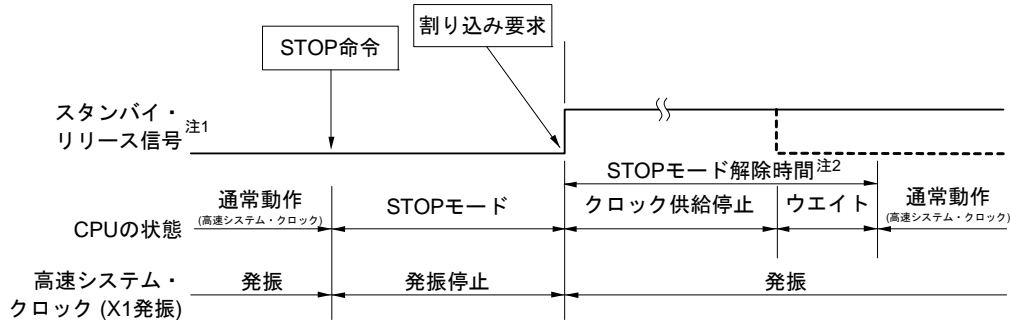 割り込み要求
STOP命令
スタンバイ・
リリース信号注1
STOPモード解除時間注2
通常動作
(高速システム・クロック)
STOPモード
クロック供給停止
ウエイト
通常動作
(高速システム・クロック)
CPUの状態
高速システム・
クロック (X1発振)
発振
発振停止
発振